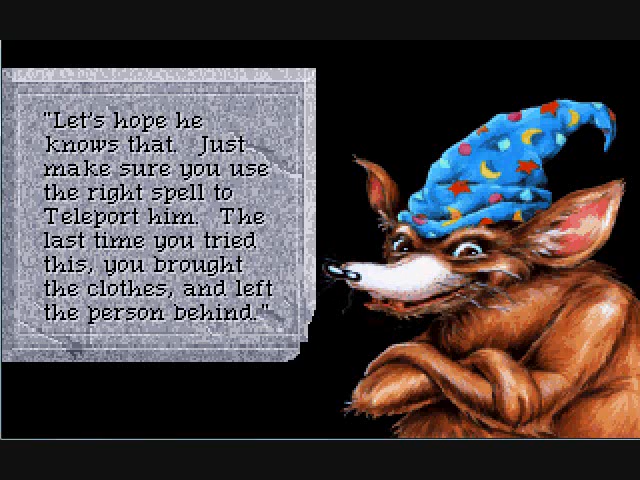 "Let's hope he
knows that.  Just
make sure you use
the right spell to
Teleport him.  The
last time you tried
this, you brought
the clothes, and left
the person behind."